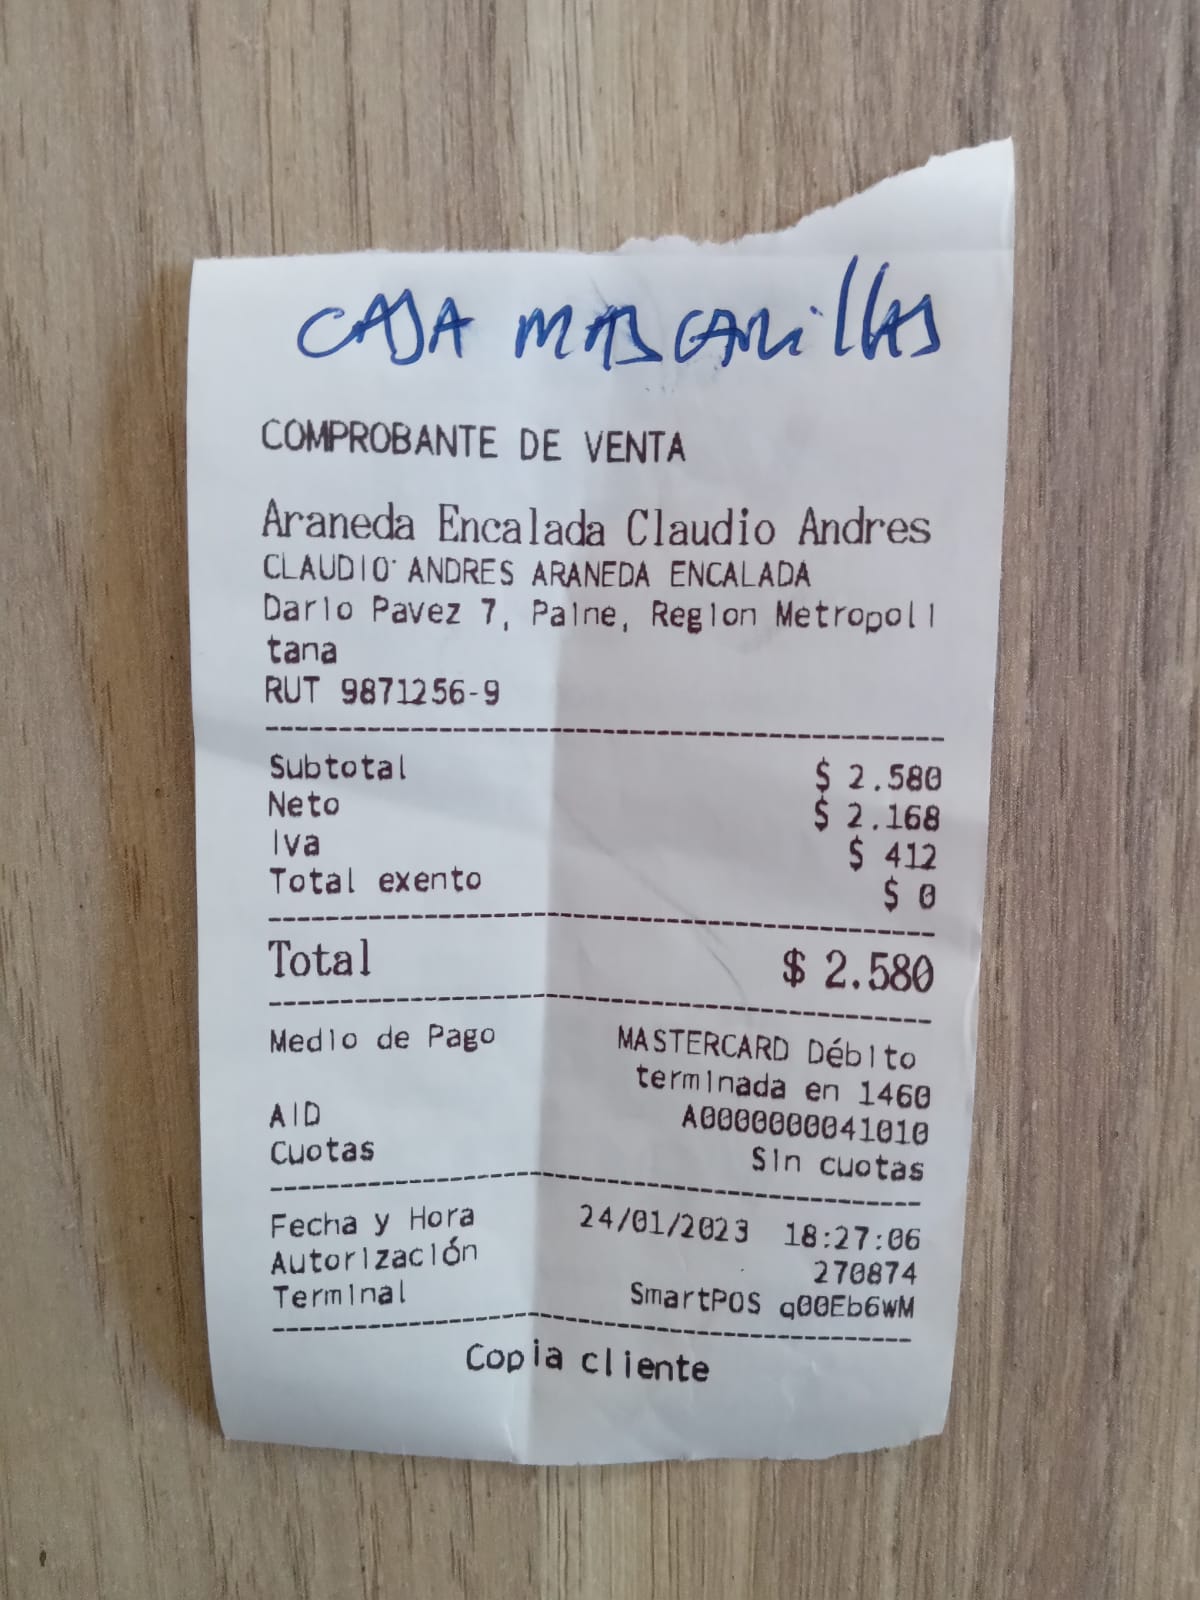 CAJA MASCARillAS
COMPROBANTE DE VENTA
Araneda Encalada Claudio Andres
CLAUDIO ANDRES ARANEDA ENCALADA
Dario Pavez 7, Paine, Region Metropoli
tana
RUT 9871256-9
Subtotal $ 2.580
Neto $ 2.168
Iva $ 412
Total exento $ 0
Total $ 2.580
Medio de Pago MASTERCARD Débito
terminada en 1460
AID A0000000041010
Cuotas Sin cuotas
Fecha y Hora 24/01/2023 18:27:06
Autorización 270874
Terminal SmartPOS q00Eb6wM
Copia cliente